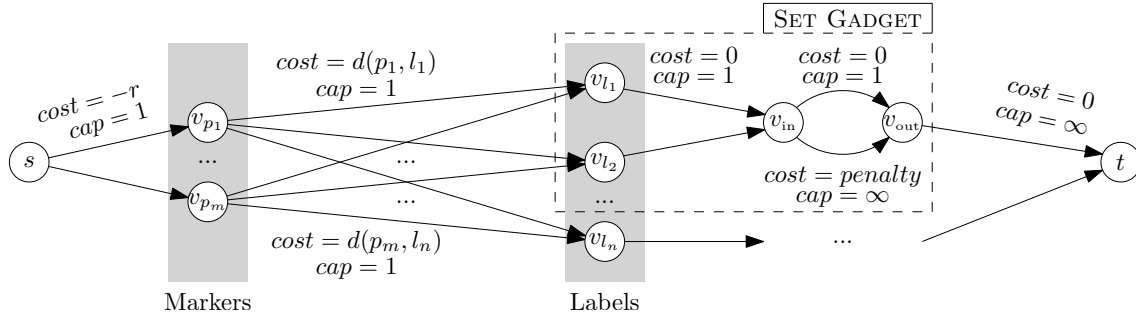 SET GADGET
cost = −r
cap = 1
cost = d(p1, l1)
cap = 1
cost = 0
cap = 1
cost = 0
cap = 1
cost = 0
cap = ∞
s
vp1
...
vpm
...
...
vl1
vl2
...
vln
vin
vout
t
cost = penalty
cap = ∞
...
cost = d(pm, ln)
cap = 1
Markers
Labels